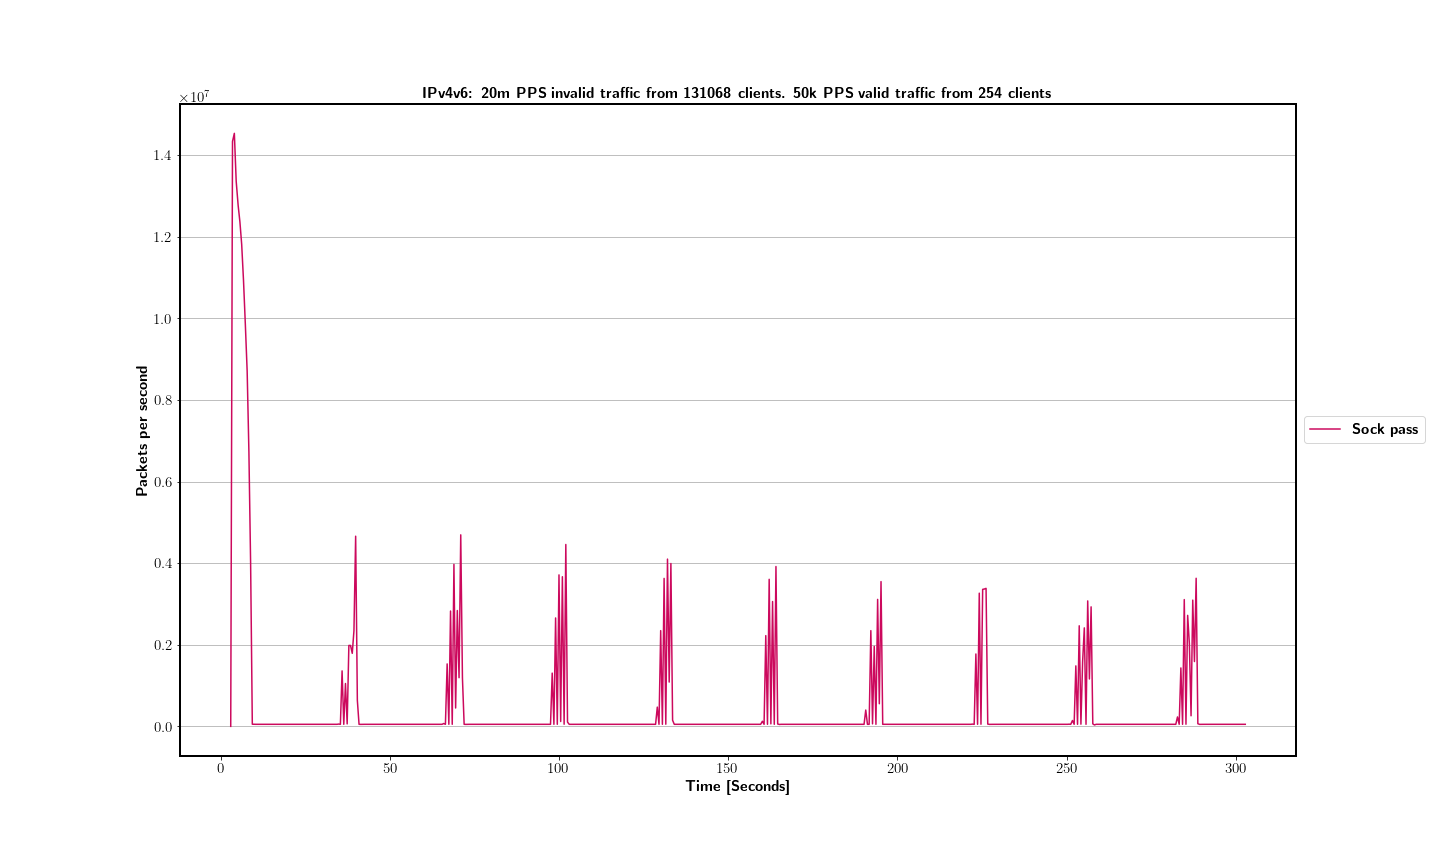 IPv4v6: 20m PPS invalid traffic from 131068 clients. 50k PPS valid traffic from 254 clients
×10⁷
1.4
1.2
1.0
0.8
0.6
0.4
0.2
0.0
Packets per second
0 50 100 150 200 250 300
Time [Seconds]
Sock pass